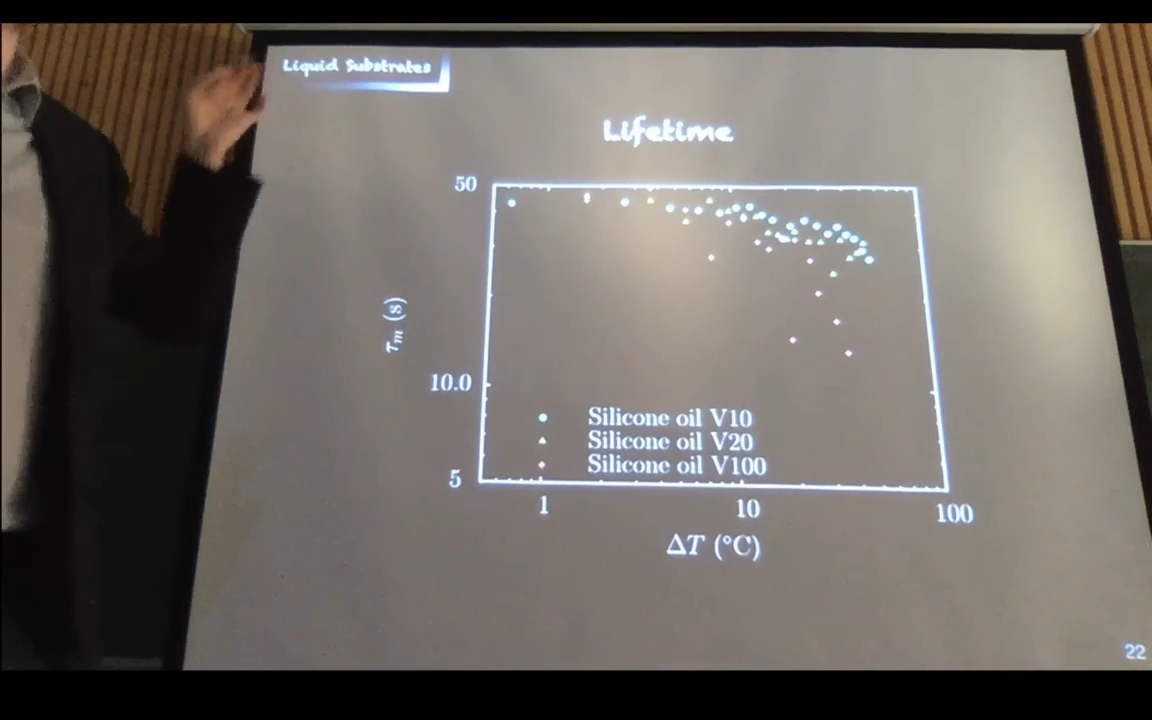 Liquid Substrates
Lifetime
50
τm (s)
10.0
Silicone oil V10
Silicone oil V20
Silicone oil V100
5
1
10
100
ΔT (°C)
22